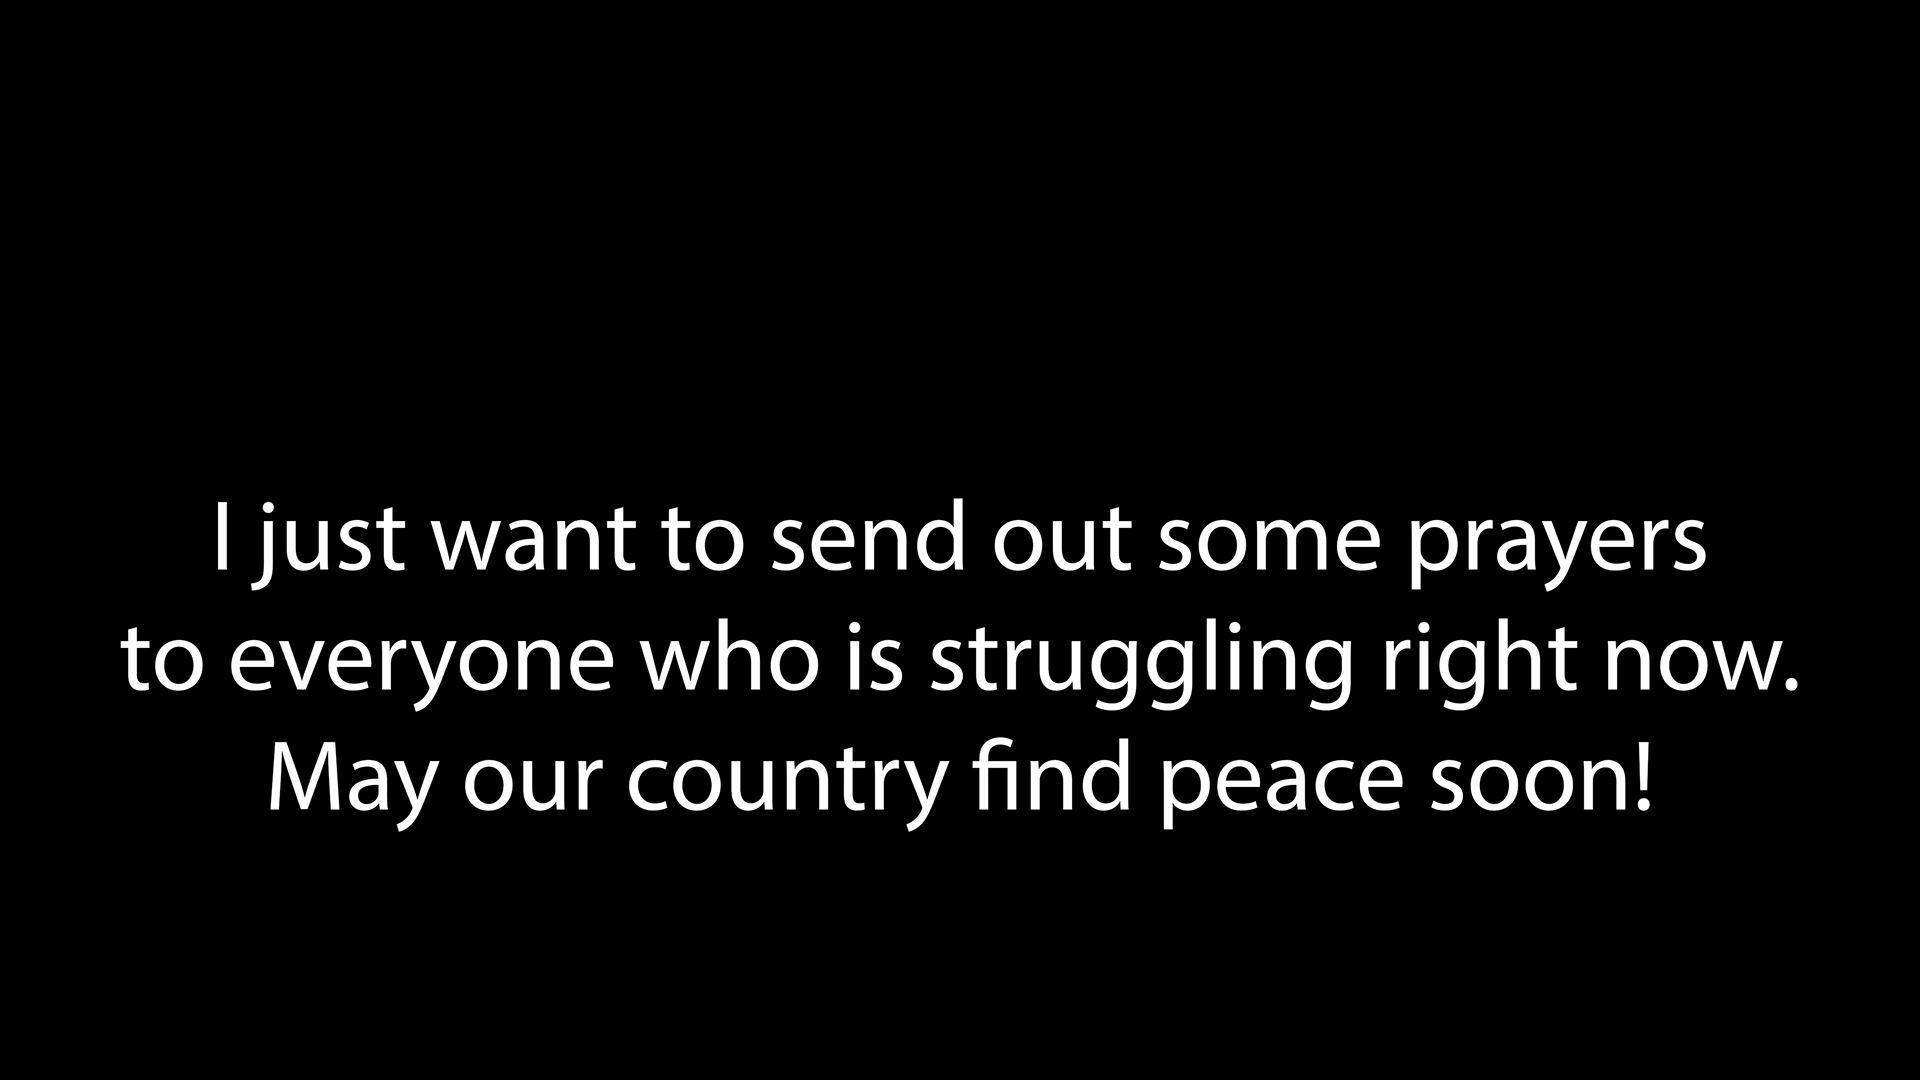 I just want to send out some prayers
to everyone who is struggling right now.
May our country find peace soon!